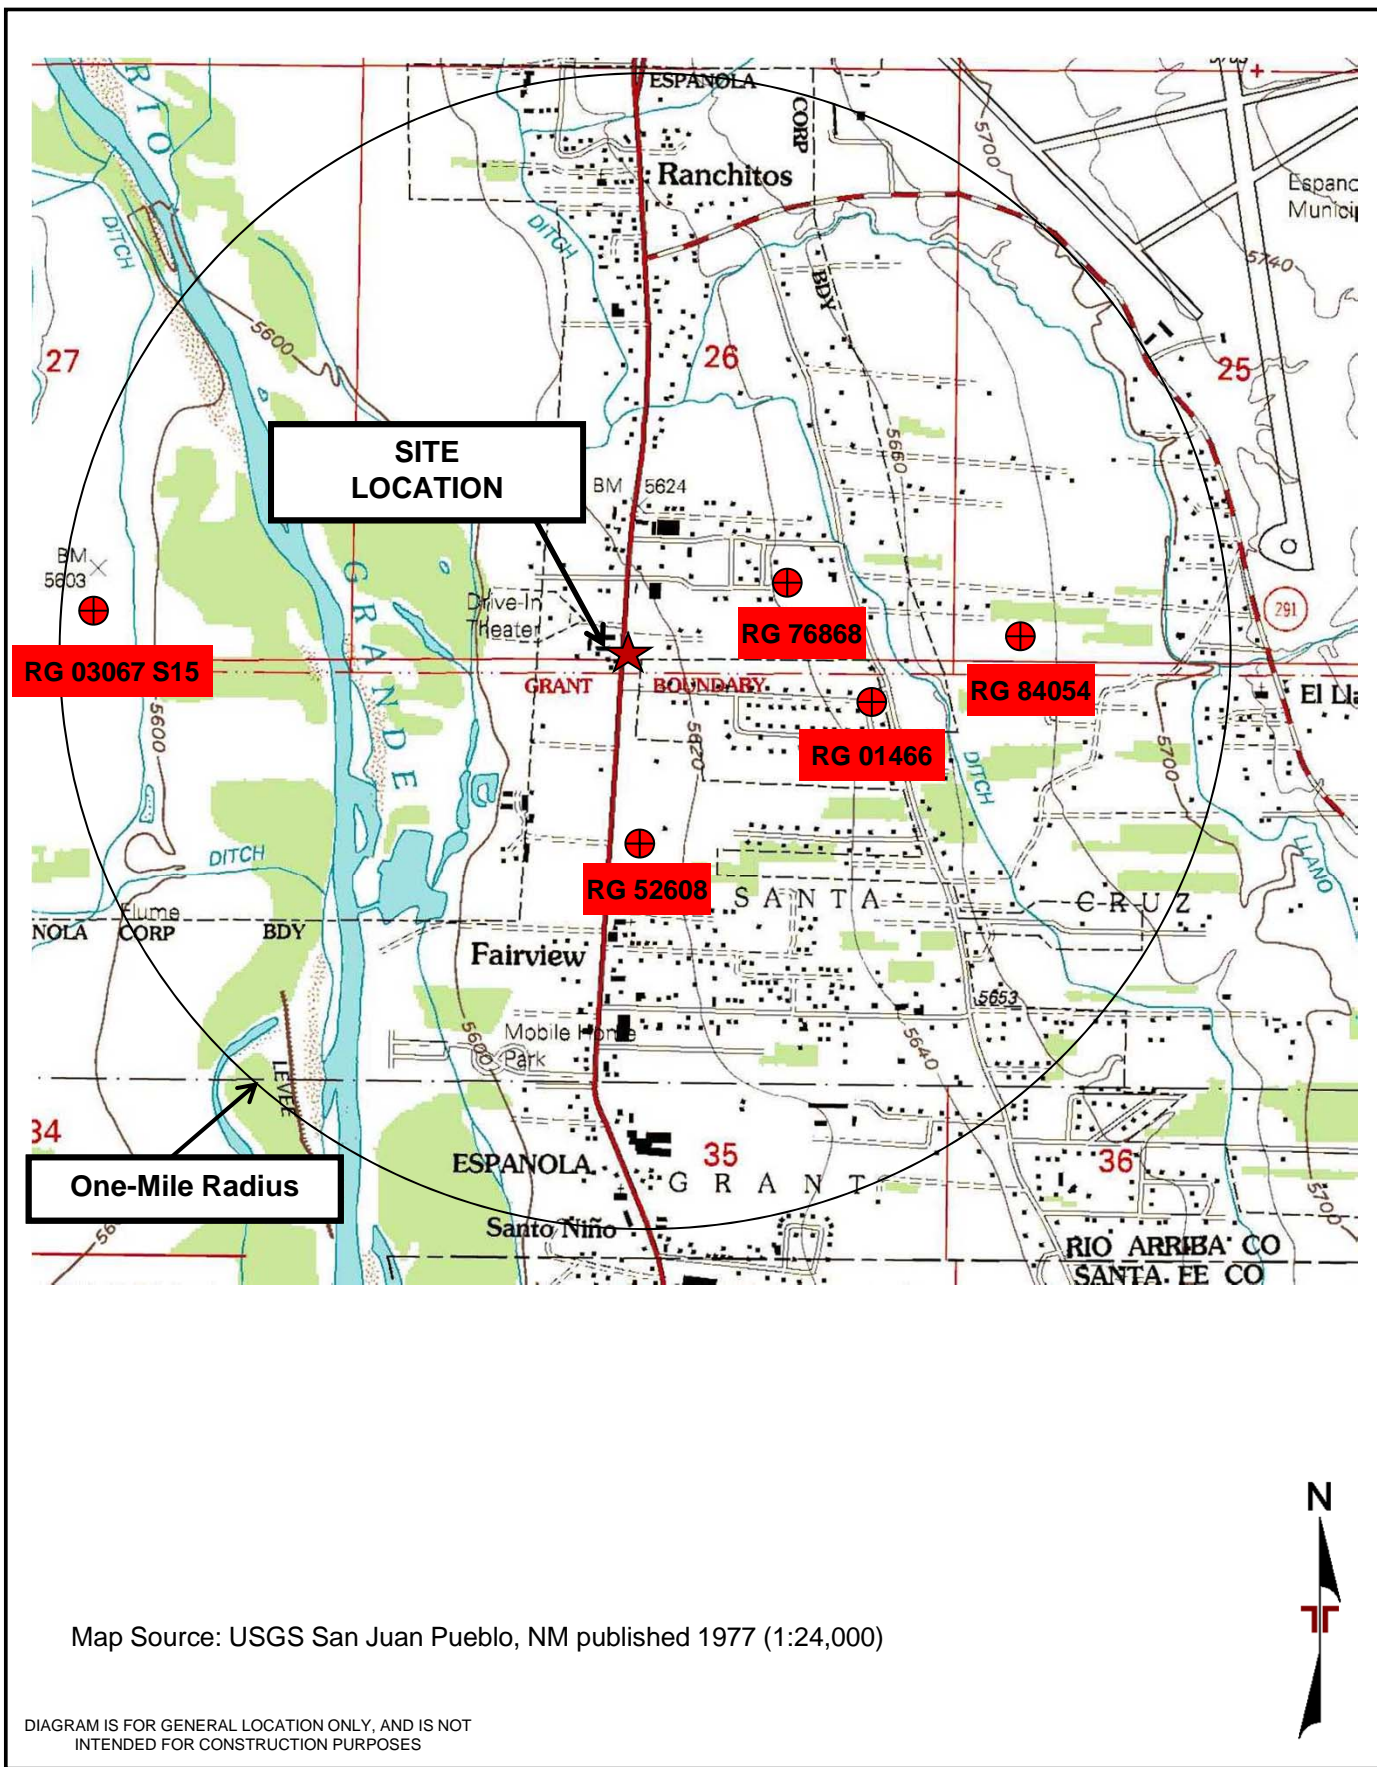 ESPANOLA
CORP
RIO
Ranchitos
5700
Espano
Municip
DITCH
DITCH
BDY
5740
5600
27
26
25
SITE
LOCATION
5660
BM 5624
BM
5603
GRANDE
Drive-In
Theater
291
RG 76868
RG 03067 S15
GRANT BOUNDARY
RG 84054
El Lla
5600
5620
RG 01466
5700
DITCH
DITCH
LLANO
RG 52608
SANTA CRUZ
Flume
NOLA CORP BDY
Fairview
5653
5600
Mobile Home
Park
5640
LEVEE
34
35
36
ESPANOLA
One-Mile Radius
GRANT
5700
Santo Niño
RIO ARRIBA CO
SANTA FE CO
N
Map Source: USGS San Juan Pueblo, NM published 1977 (1:24,000)
DIAGRAM IS FOR GENERAL LOCATION ONLY, AND IS NOT
INTENDED FOR CONSTRUCTION PURPOSES